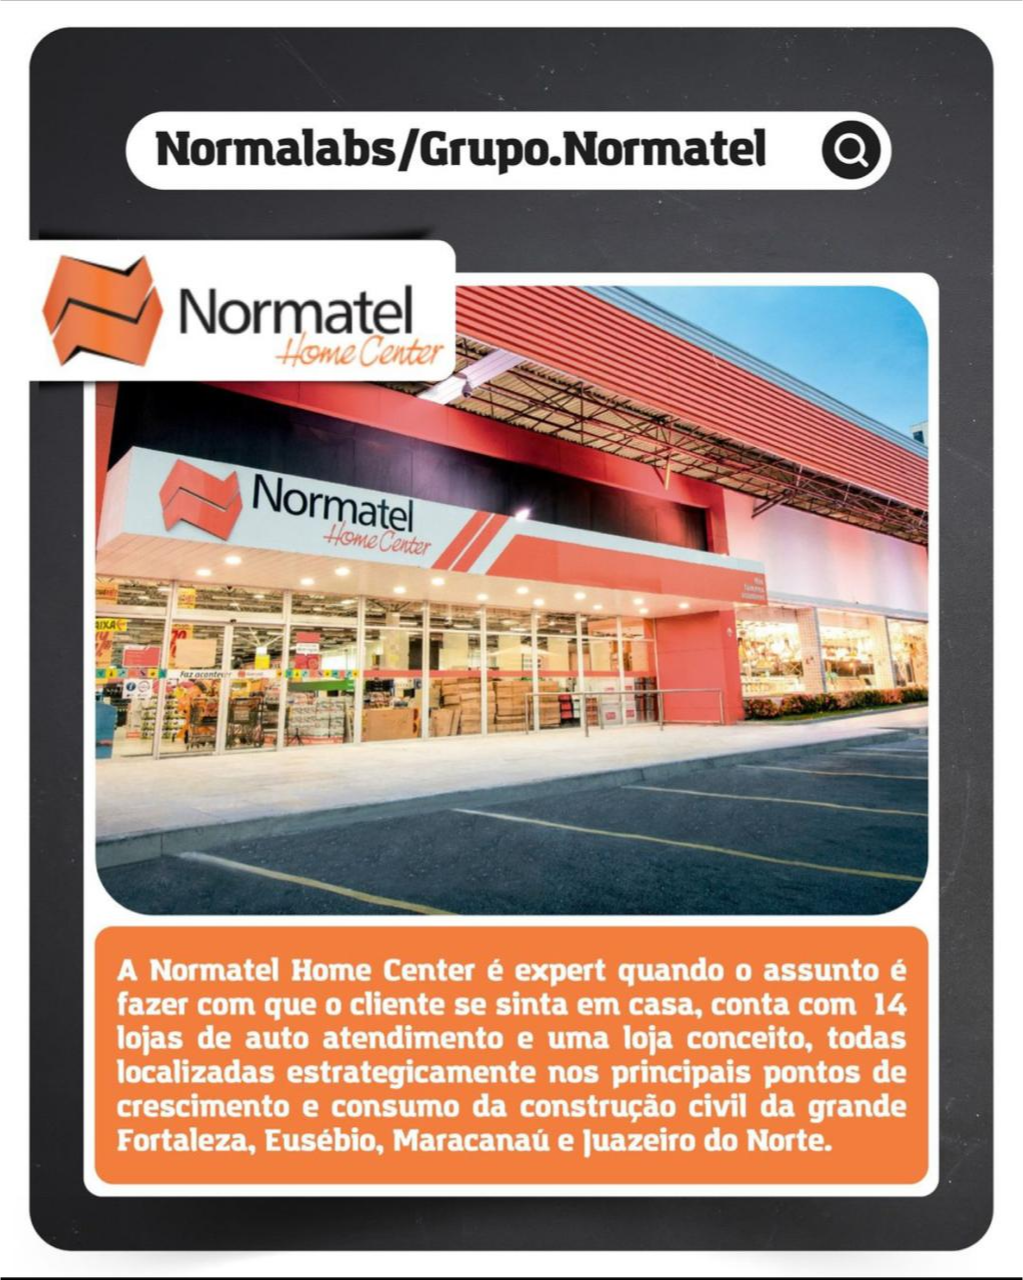 Normalabs/Grupo.Normatel
Normatel
Home Center
Normatel
Home Center
Faz acontecer
A Normatel Home Center é expert quando o assunto é
fazer com que o cliente se sinta em casa, conta com 14
lojas de auto atendimento e uma loja conceito, todas
localizadas estrategicamente nos principais pontos de
crescimento e consumo da construção civil da grande
Fortaleza, Eusébio, Maracanaú e Juazeiro do Norte.